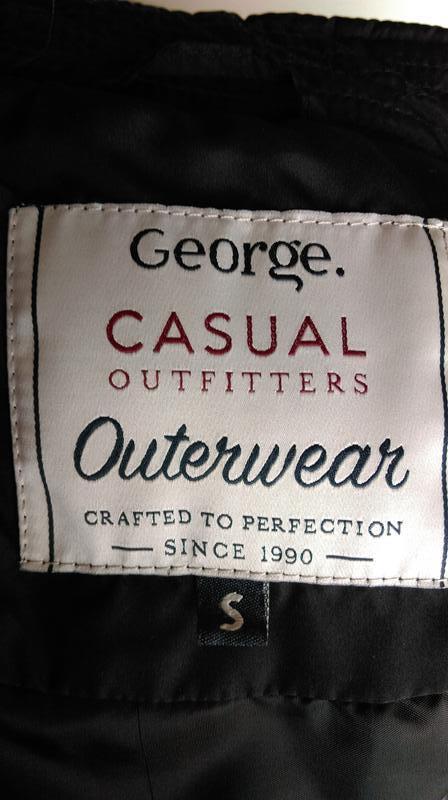 George.
CASUAL
OUTFITTERS
Outerwear
CRAFTED TO PERFECTION
— SINCE 1990 —
S